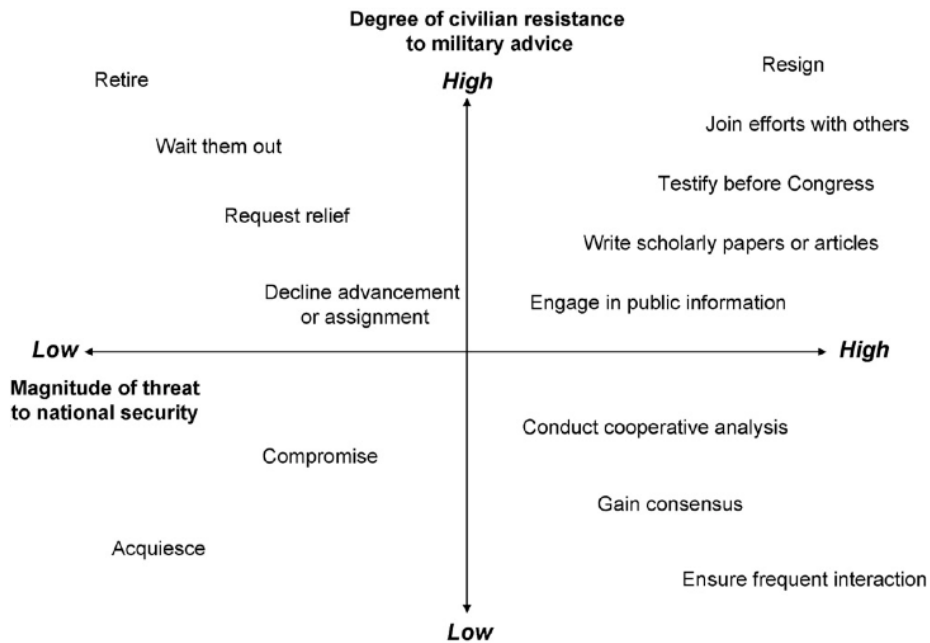 Degree of civilian resistance
to military advice
Retire
High
Resign
Join efforts with others
Wait them out
Testify before Congress
Request relief
Write scholarly papers or articles
Decline advancement
or assignment
Engage in public information
Low
High
Magnitude of threat
to national security
Conduct cooperative analysis
Compromise
Gain consensus
Acquiesce
Ensure frequent interaction
Low